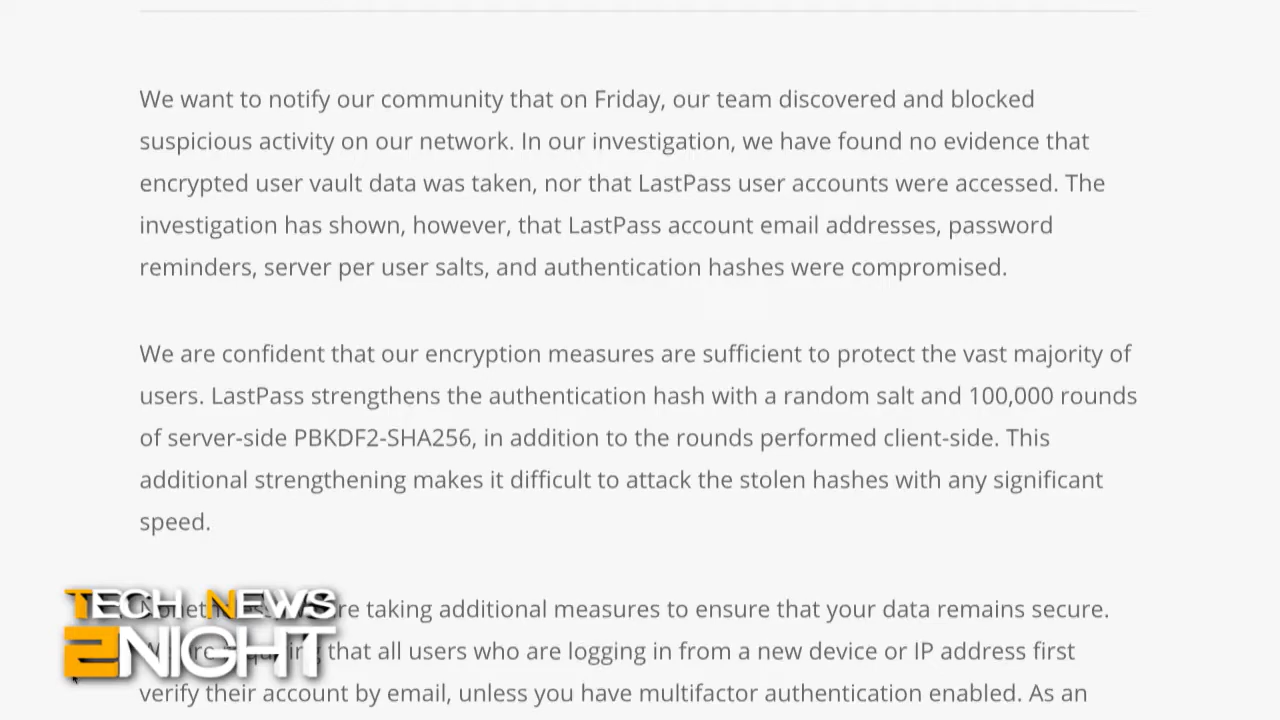 We want to notify our community that on Friday, our team discovered and blocked
suspicious activity on our network. In our investigation, we have found no evidence that
encrypted user vault data was taken, nor that LastPass user accounts were accessed. The
investigation has shown, however, that LastPass account email addresses, password
reminders, server per user salts, and authentication hashes were compromised.
We are confident that our encryption measures are sufficient to protect the vast majority of
users. LastPass strengthens the authentication hash with a random salt and 100,000 rounds
of server-side PBKDF2-SHA256, in addition to the rounds performed client-side. This
additional strengthening makes it difficult to attack the stolen hashes with any significant
speed.
taking additional measures to ensure that your data remains secure.
that all users who are logging in from a new device or IP address first
verify their account by email, unless you have multifactor authentication enabled. As an
TECH NEWS
2NIGHT